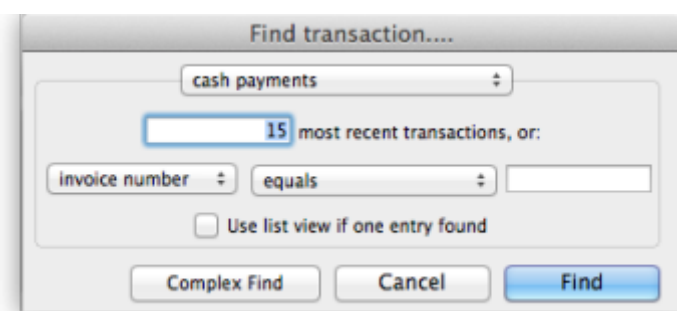 Find transaction....
cash payments
15 most recent transactions, or:
invoice number equals
Use list view if one entry found
Complex Find Cancel Find